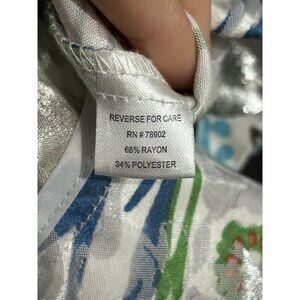 REVERSE FOR CARE
RN # 78902
66% RAYON
34% POLYESTER